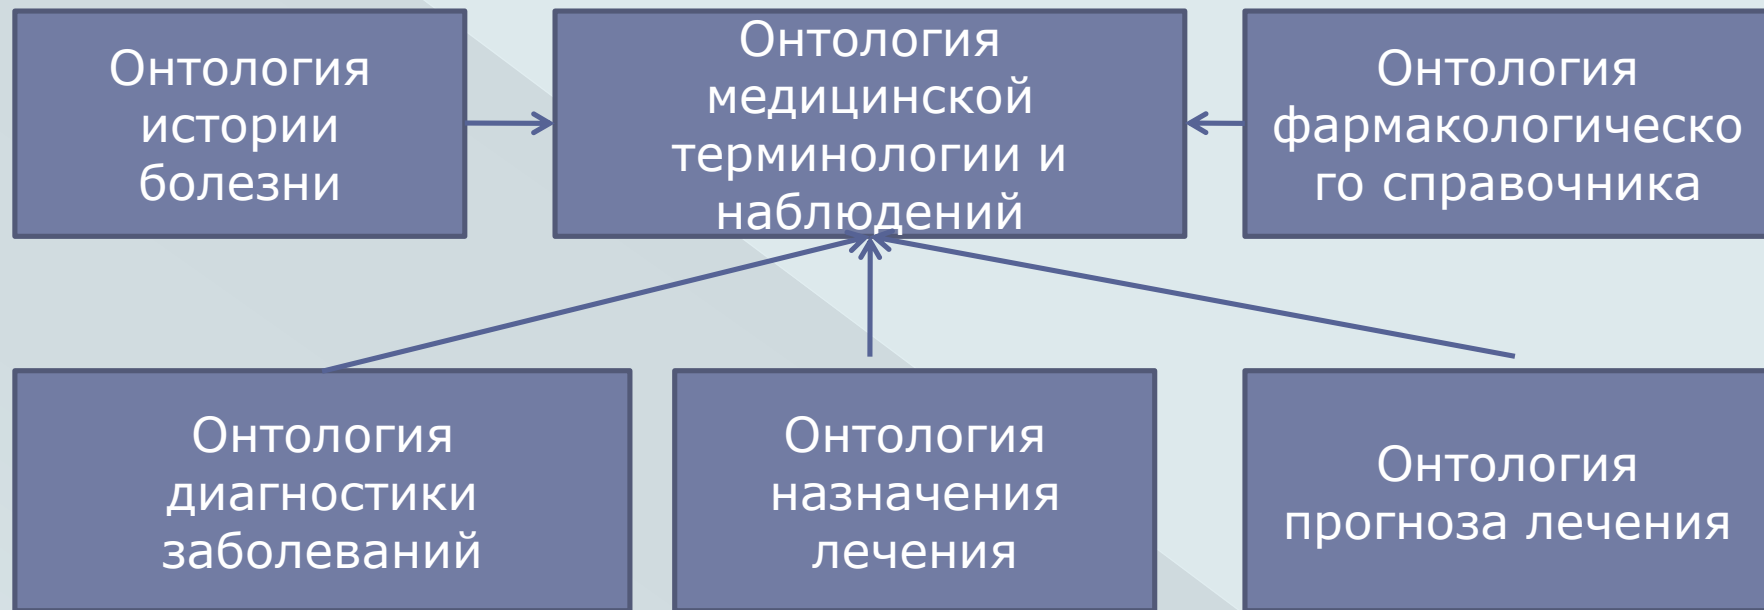 Онтология
истории
болезни
Онтология
медицинской
терминологии и
наблюдений
Онтология
фармакологическо
го справочника
Онтология
диагностики
заболеваний
Онтология
назначения
лечения
Онтология
прогноза лечения